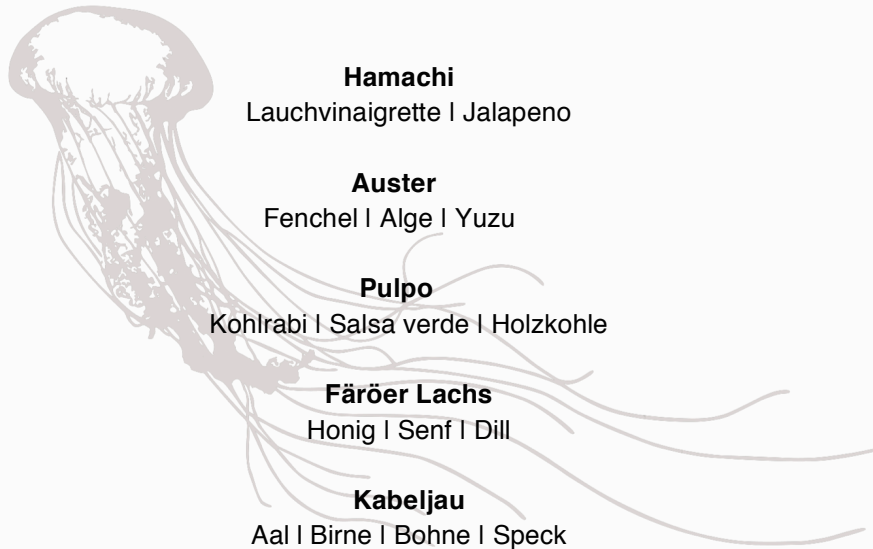 Hamachi
Lauchvinaigrette I Jalapeno
Auster
Fenchel I Alge I Yuzu
Pulpo
Kohlrabi I Salsa verde I Holzkohle
Färöer Lachs
Honig I Senf I Dill
Kabeljau
Aal I Birne I Bohne I Speck